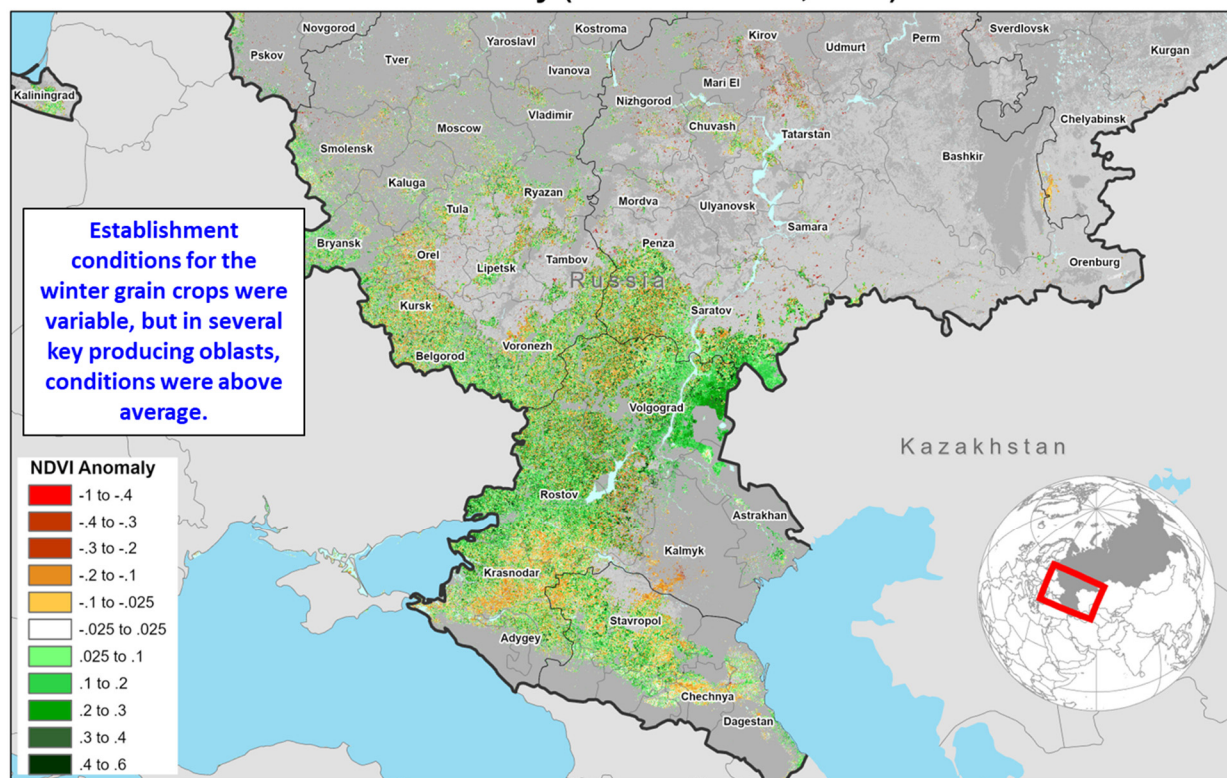 Novgorod
Kostroma
Yaroslavl
Kirov
Perm
Sverdlovsk
Pskov
Tver
Udmurt
Kurgan
Ivanova
Mari El
Kaliningrad
Nizhgorod
Vladimir
Chelyabinsk
Moscow
Chuvash
Tatarstan
Smolensk
Bashkir
Kaluga
Ryazan
Mordva
Ulyanovsk
Tula
Samara
Bryansk
Orel
Lipetsk
Tambov
Penza
Orenburg
Russia
Kursk
Saratov
Voronezh
Belgorod
Volgograd
Kazakhstan
Rostov
Astrakhan
Kalmyk
Krasnodar
Stavropol
Adygey
Chechnya
Dagestan
Establishment
conditions for the
winter grain crops were
variable, but in several
key producing oblasts,
conditions were above
average.
NDVI Anomaly
-1 to -.4
-.4 to -.3
-.3 to -.2
-.2 to -.1
-.1 to -.025
-.025 to .025
.025 to .1
.1 to .2
.2 to .3
.3 to .4
.4 to .6